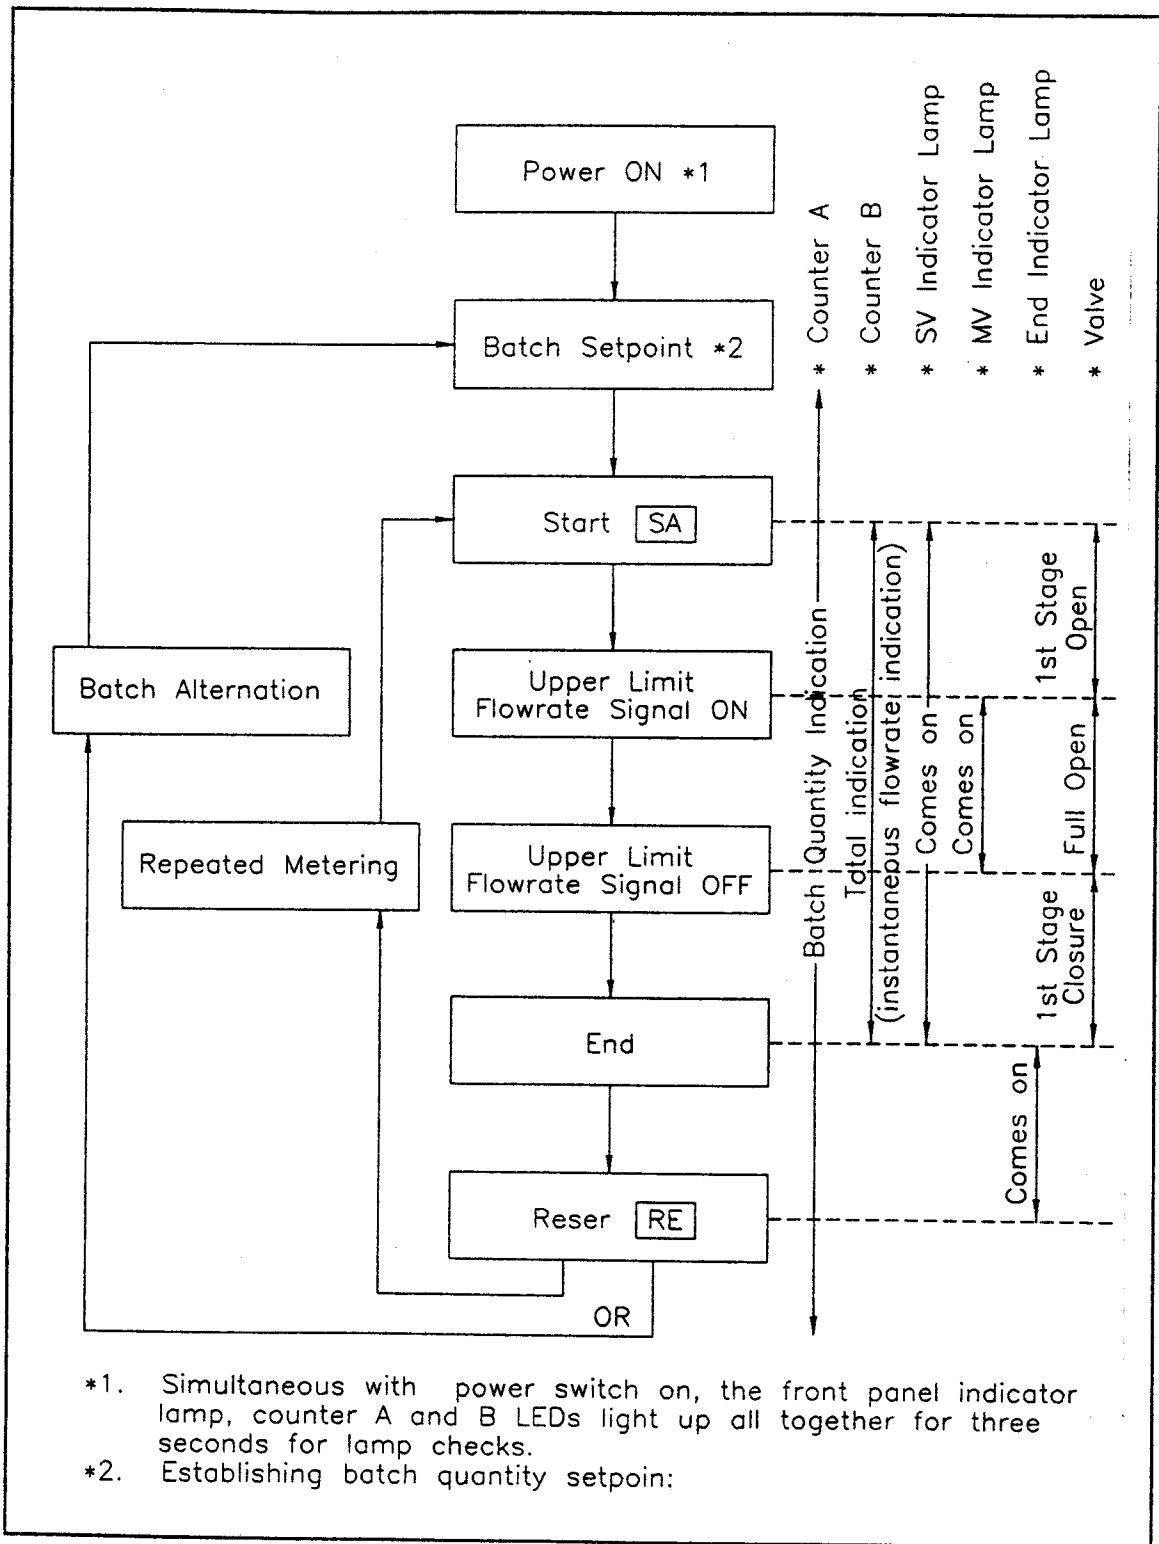 Power ON *1
Batch Setpoint *2
Start SA
Upper Limit
Flowrate Signal ON
Batch Alternation
Upper Limit
Flowrate Signal OFF
Repeated Metering
End
Reser RE
OR
* Counter A
* Counter B
* SV Indicator Lamp
* MV Indicator Lamp
* End Indicator Lamp
* Valve
Batch Quantity Indication
Total indication
(instantaneous flowrate indication)
Comes on
Comes on
1st Stage
Open
Full Open
1st Stage
Closure
Comes on
*1. Simultaneous with power switch on, the front panel indicator
lamp, counter A and B LEDs light up all together for three
seconds for lamp checks.
*2. Establishing batch quantity setpoin: